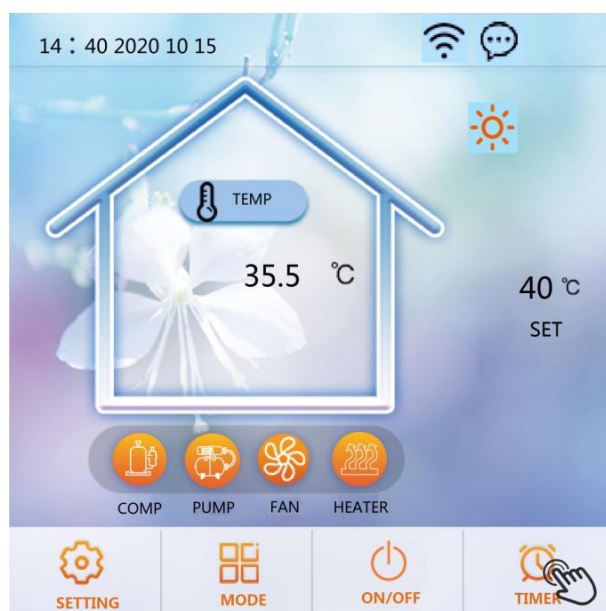 14：40 2020 10 15
TEMP
35.5 ℃
40 ℃
SET
COMP PUMP FAN HEATER
SETTING MODE ON/OFF TIMER